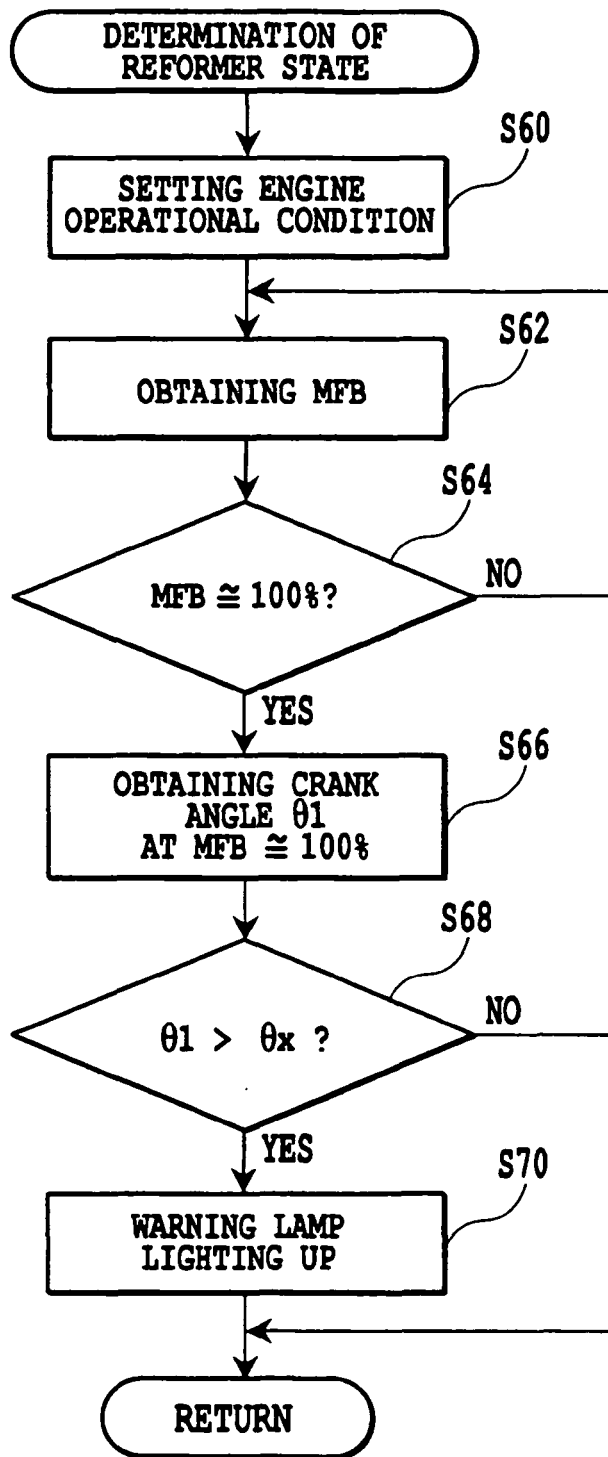 DETERMINATION OF
REFORMER STATE
S60
SETTING ENGINE
OPERATIONAL CONDITION
S62
OBTAINING MFB
S64
MFB ≅ 100%?
NO
YES
S66
OBTAINING CRANK
ANGLE θ1
AT MFB ≅ 100%
S68
θ1 > θx ?
NO
YES
S70
WARNING LAMP
LIGHTING UP
RETURN